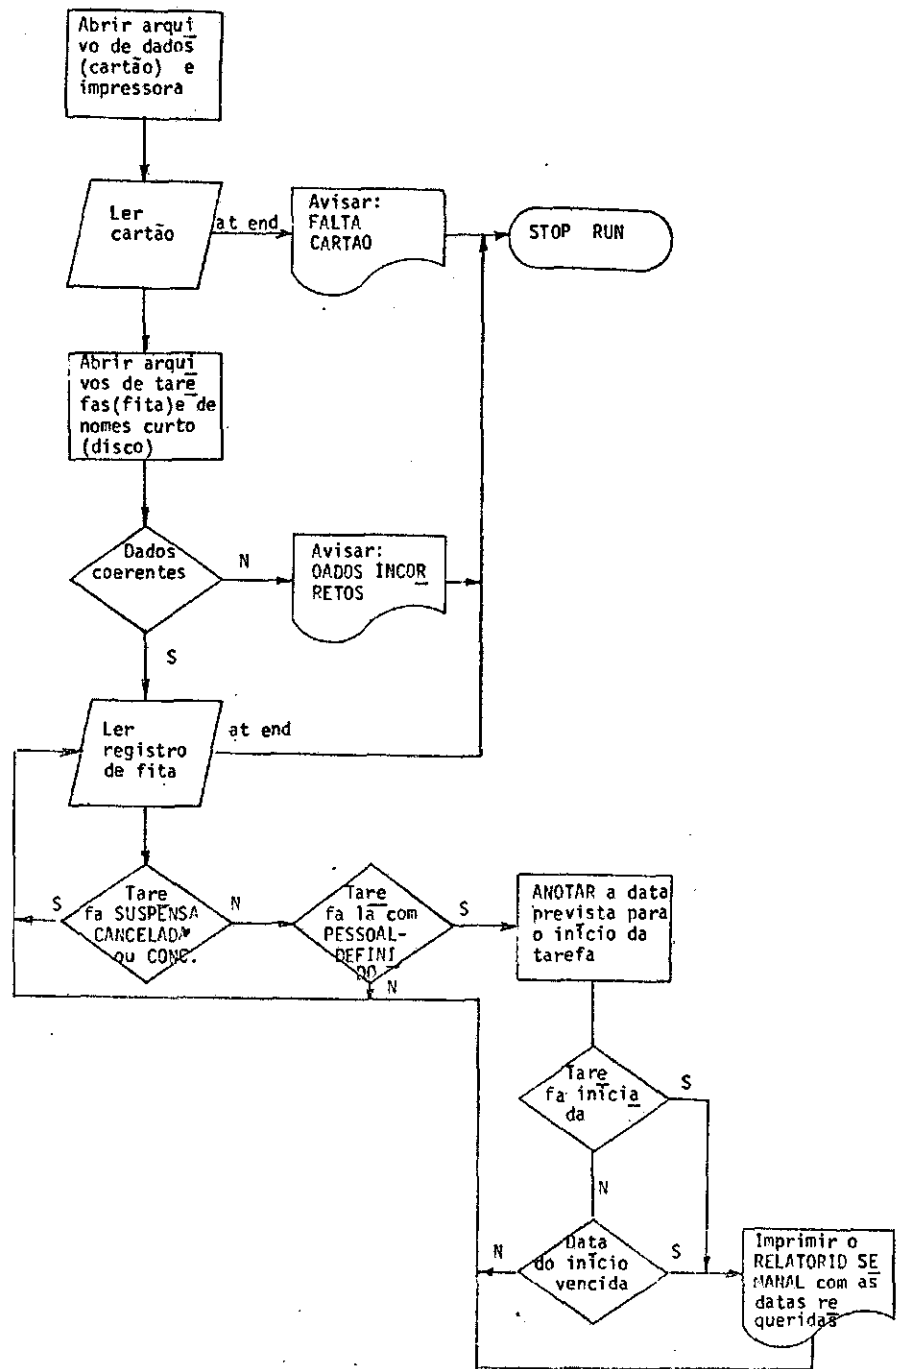 Abrir arqui
vo de dados
(cartão) e
impressora
Ler
cartão
at end
Avisar:
FALTA
CARTAO
STOP RUN
Abrir arqui
vos de tare
fas(fita)e de
nomes curto
(disco)
Dados
coerentes
N
Avisar:
OADOS INCOR
RETOS
S
Ler
registro
de fita
at end
S
Tare
fa SUSPENSA
CANCELADA
ou CONC.
N
Tare
fa lã com
PESSOAL-
DEFINI
DO
S
N
ANOTAR a data
prevista para
o início da
tarefa
Tare
fa inicia
da
S
N
N
Data
do início
vencida
S
Imprimir o
RELATORIO SE
MANAL com as
datas re
queridas